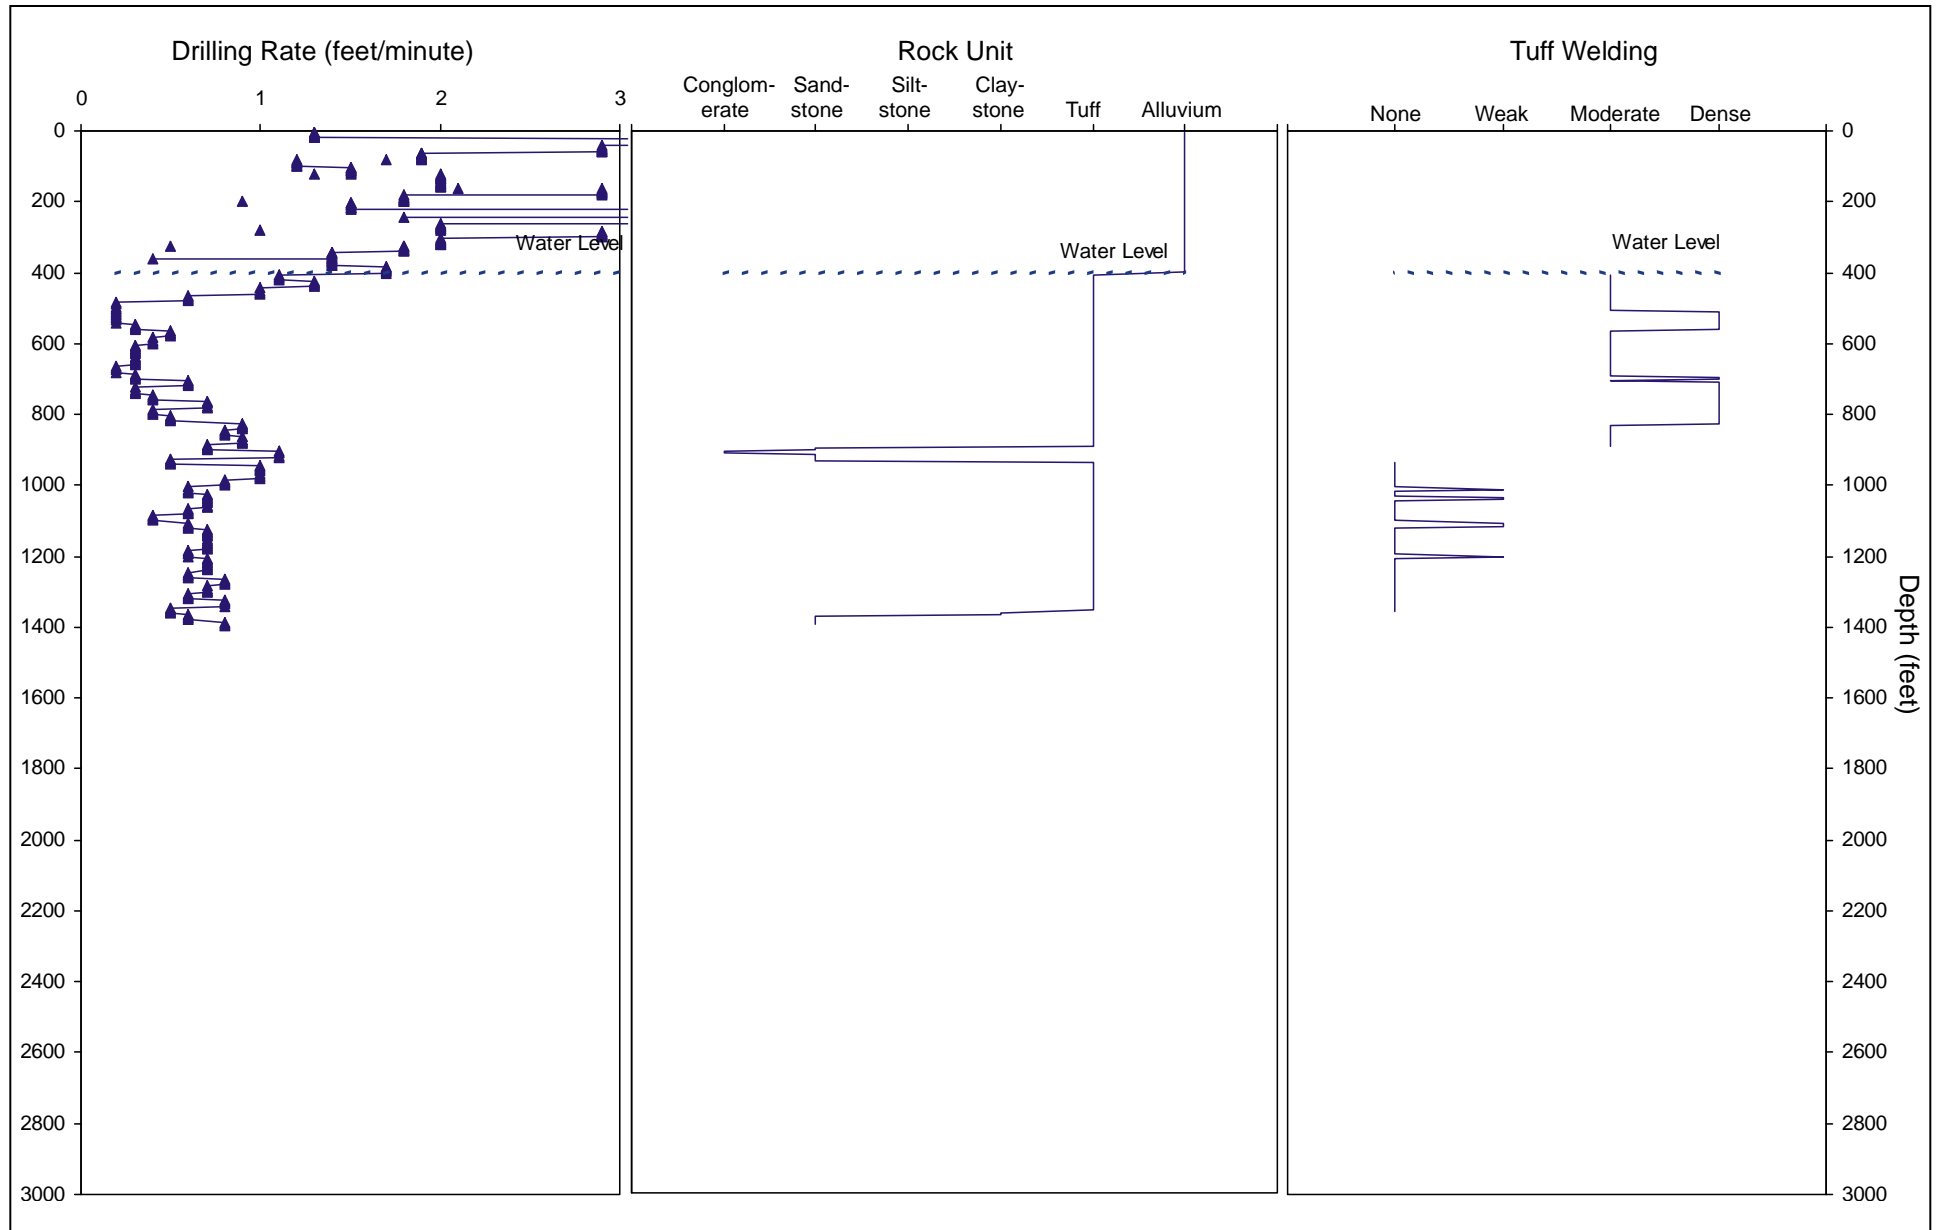 Drilling Rate (feet/minute)
Rock Unit
Tuff Welding
0 1 2 3
Conglom-
erate
Sand-
stone
Silt-
stone
Clay-
stone
Tuff
Alluvium
None
Weak
Moderate
Dense
0
200
400
600
800
1000
1200
1400
1600
1800
2000
2200
2400
2600
2800
3000
Water Level
Water Level
Water Level
0
200
400
600
800
1000
1200
1400
1600
1800
2000
2200
2400
2600
2800
3000
Depth (feet)